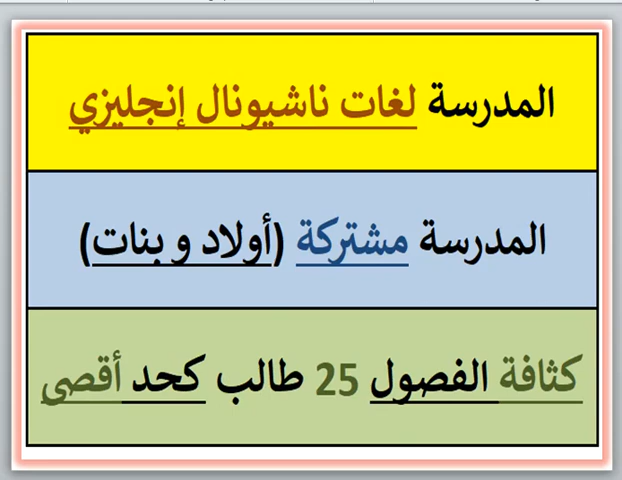 المدرسة لغات ناشيونال إنجليزي
المدرسة مشتركة (أولاد و بنات)
كثافة الفصول 25 طالب كحد أقصى